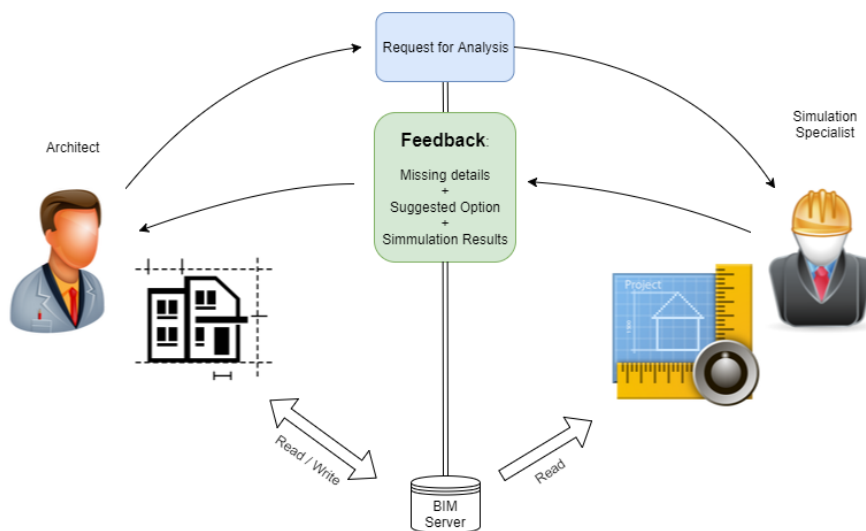 Request for Analysis
Feedback:
Missing details
+
Suggested Option
+
Simmulation Results
Architect
Simulation
Specialist
Project
Read / Write
Read
BIM
Server